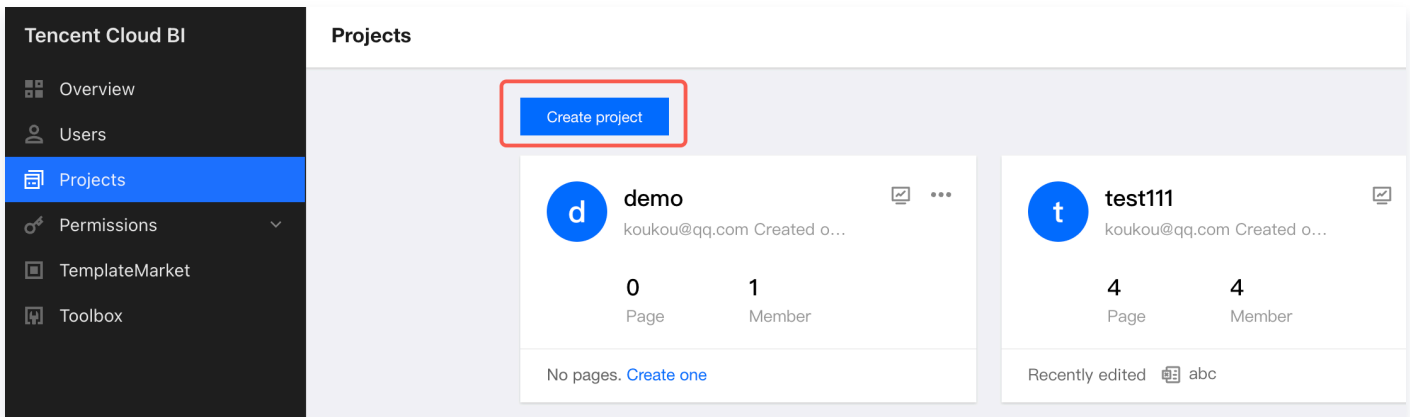 Tencent Cloud BI
Overview
Users
Projects
Permissions
TemplateMarket
Toolbox
Projects
Create project
d
demo
koukou@qq.com Created o...
0 1
Page Member
No pages. Create one
t
test111
koukou@qq.com Created o...
4 4
Page Member
Recently edited abc